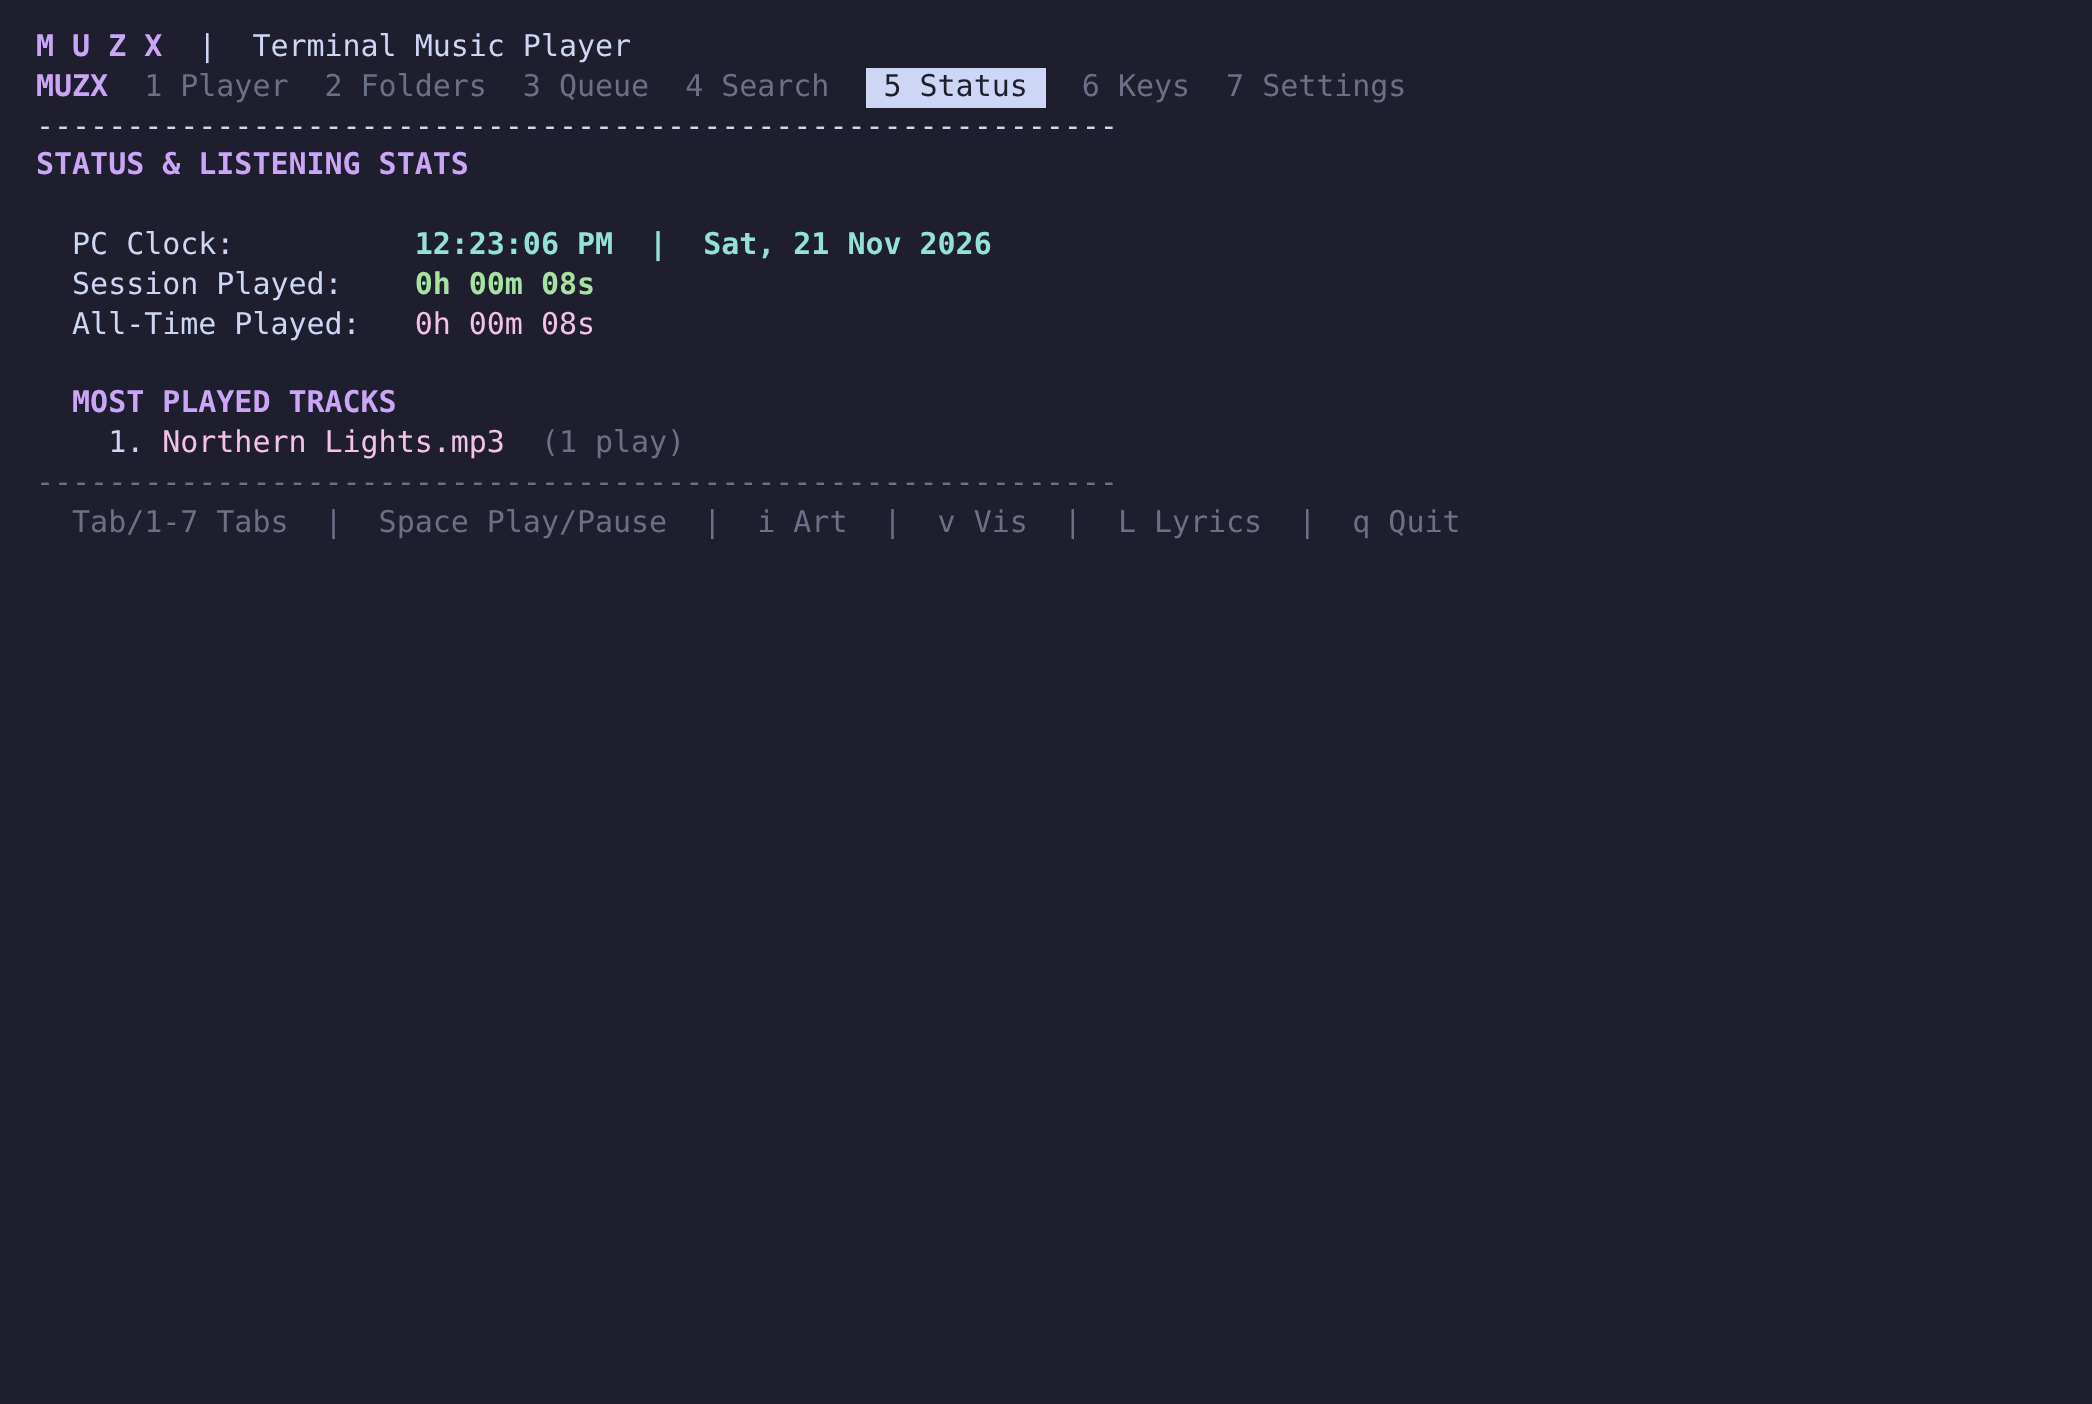 M U Z X  |  Terminal Music Player
MUZX  1 Player  2 Folders  3 Queue  4 Search  5 Status  6 Keys  7 Settings
------------------------------------------------------------
STATUS & LISTENING STATS
PC Clock:          12:23:06 PM  |  Sat, 21 Nov 2026
Session Played:    0h 00m 08s
All-Time Played:   0h 00m 08s
MOST PLAYED TRACKS
1. Northern Lights.mp3  (1 play)
------------------------------------------------------------
Tab/1-7 Tabs  |  Space Play/Pause  |  i Art  |  v Vis  |  L Lyrics  |  q Quit